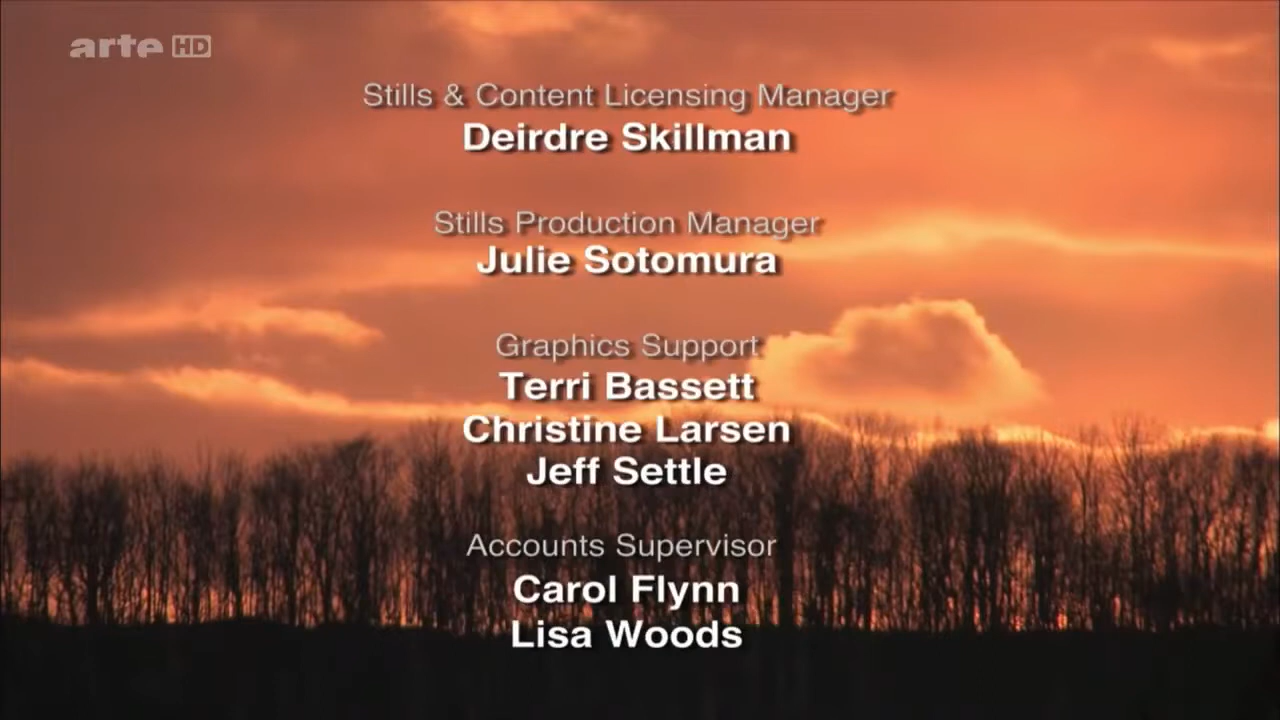 arte HD
Stills & Content Licensing Manager
Deirdre Skillman
Stills Production Manager
Julie Sotomura
Graphics Support
Terri Bassett
Christine Larsen
Jeff Settle
Accounts Supervisor
Carol Flynn
Lisa Woods